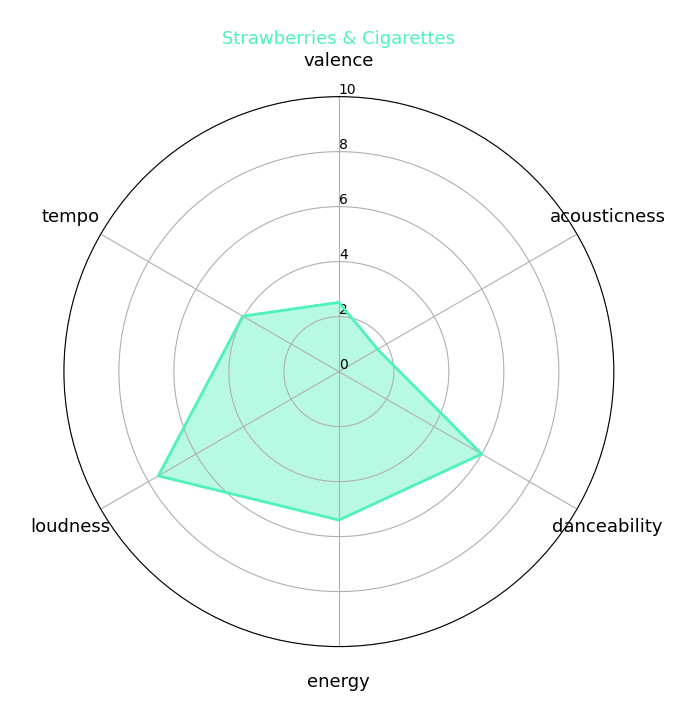 Strawberries & Cigarettes
valence
10
8
tempo
acousticness
6
4
2
0
loudness
danceability
energy